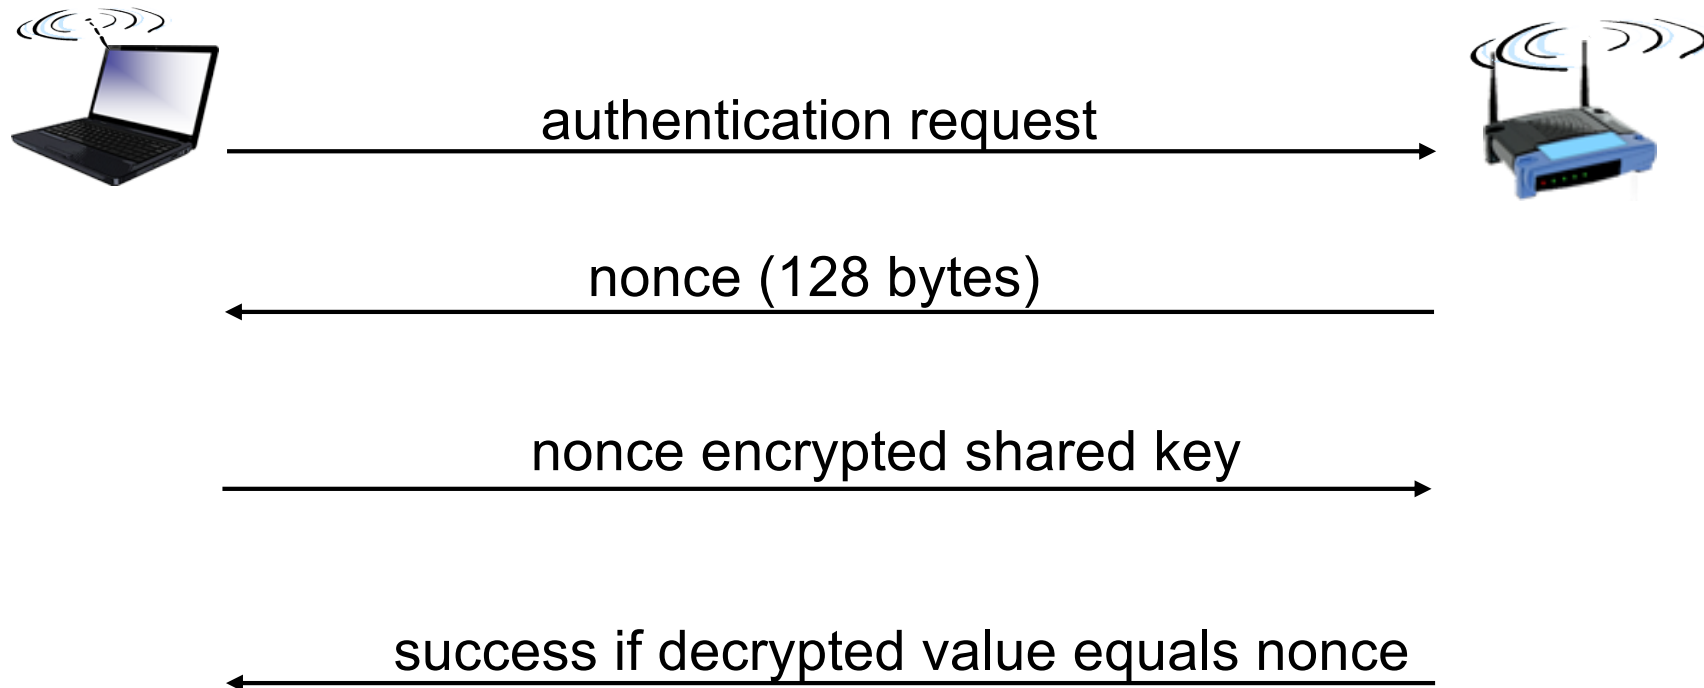 authentication request
nonce (128 bytes)
nonce encrypted shared key
success if decrypted value equals nonce